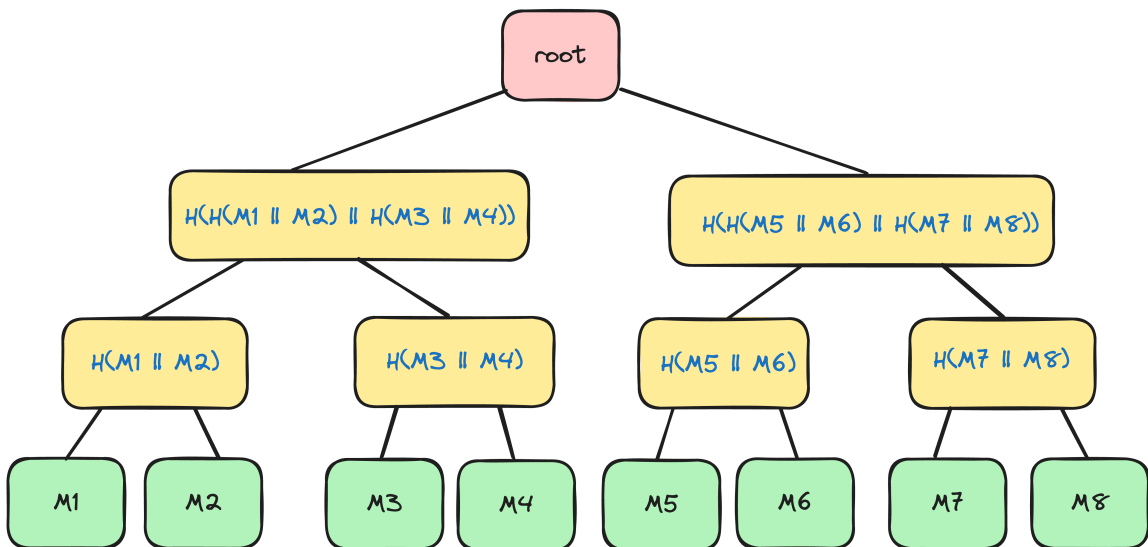 root
H(H(M1 || M2) || H(M3 || M4))
H(H(M5 || M6) || H(M7 || M8))
H(M1 || M2)
H(M3 || M4)
H(M5 || M6)
H(M7 || M8)
M1
M2
M3
M4
M5
M6
M7
M8